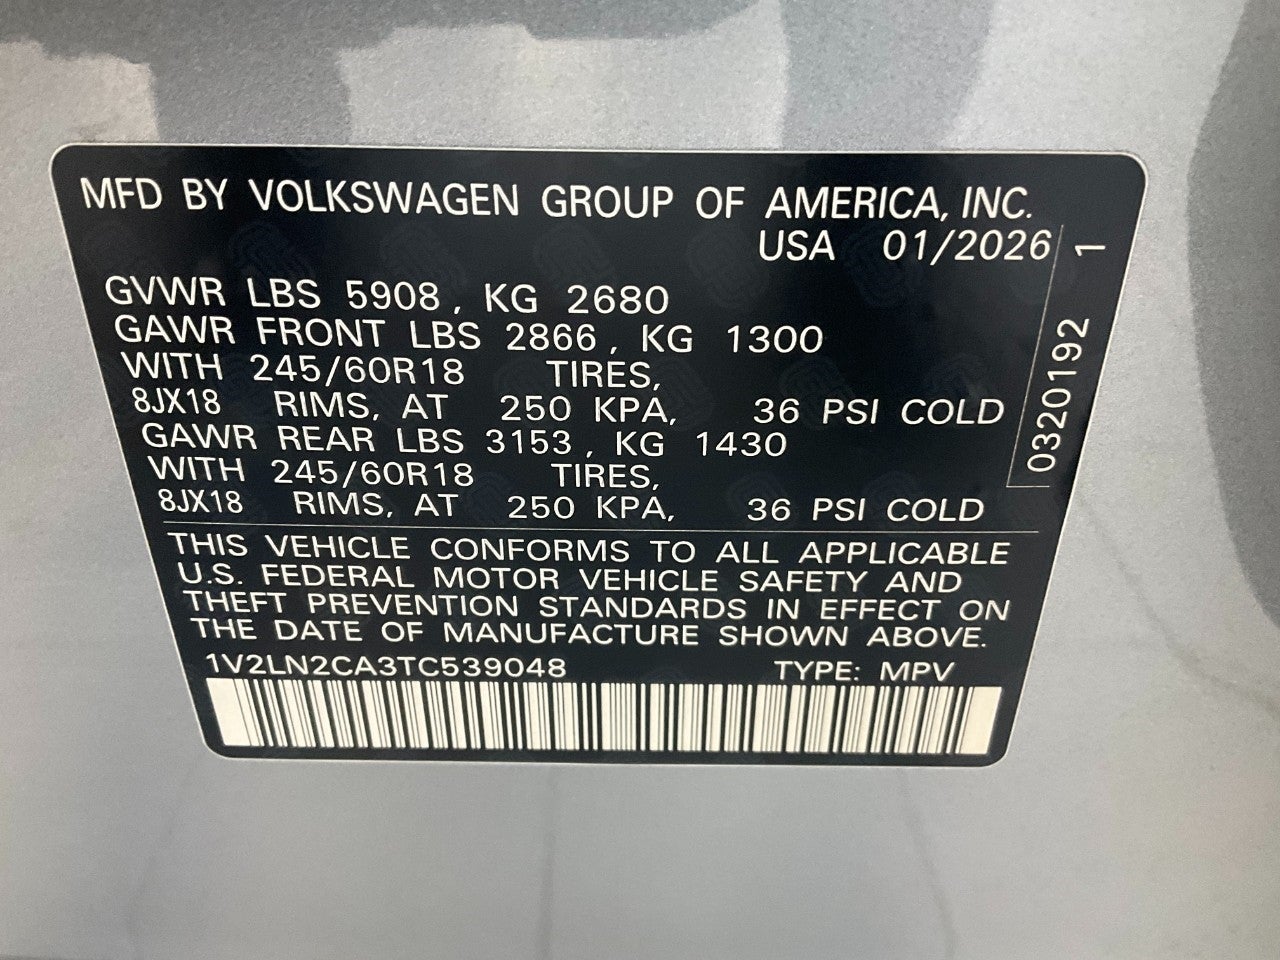 MFD BY VOLKSWAGEN GROUP OF AMERICA, INC.
USA 01/2026
GVWR LBS 5908, KG 2680
GAWR FRONT LBS 2866, KG 1300
WITH 245/60R18 TIRES,
8JX18 RIMS, AT 250 KPA, 36 PSI COLD
GAWR REAR LBS 3153, KG 1430
WITH 245/60R18 TIRES,
8JX18 RIMS, AT 250 KPA, 36 PSI COLD
THIS VEHICLE CONFORMS TO ALL APPLICABLE
U.S. FEDERAL MOTOR VEHICLE SAFETY AND
THEFT PREVENTION STANDARDS IN EFFECT ON
THE DATE OF MANUFACTURE SHOWN ABOVE.
1V2LN2CA3TC539048 TYPE: MPV
0320192 1